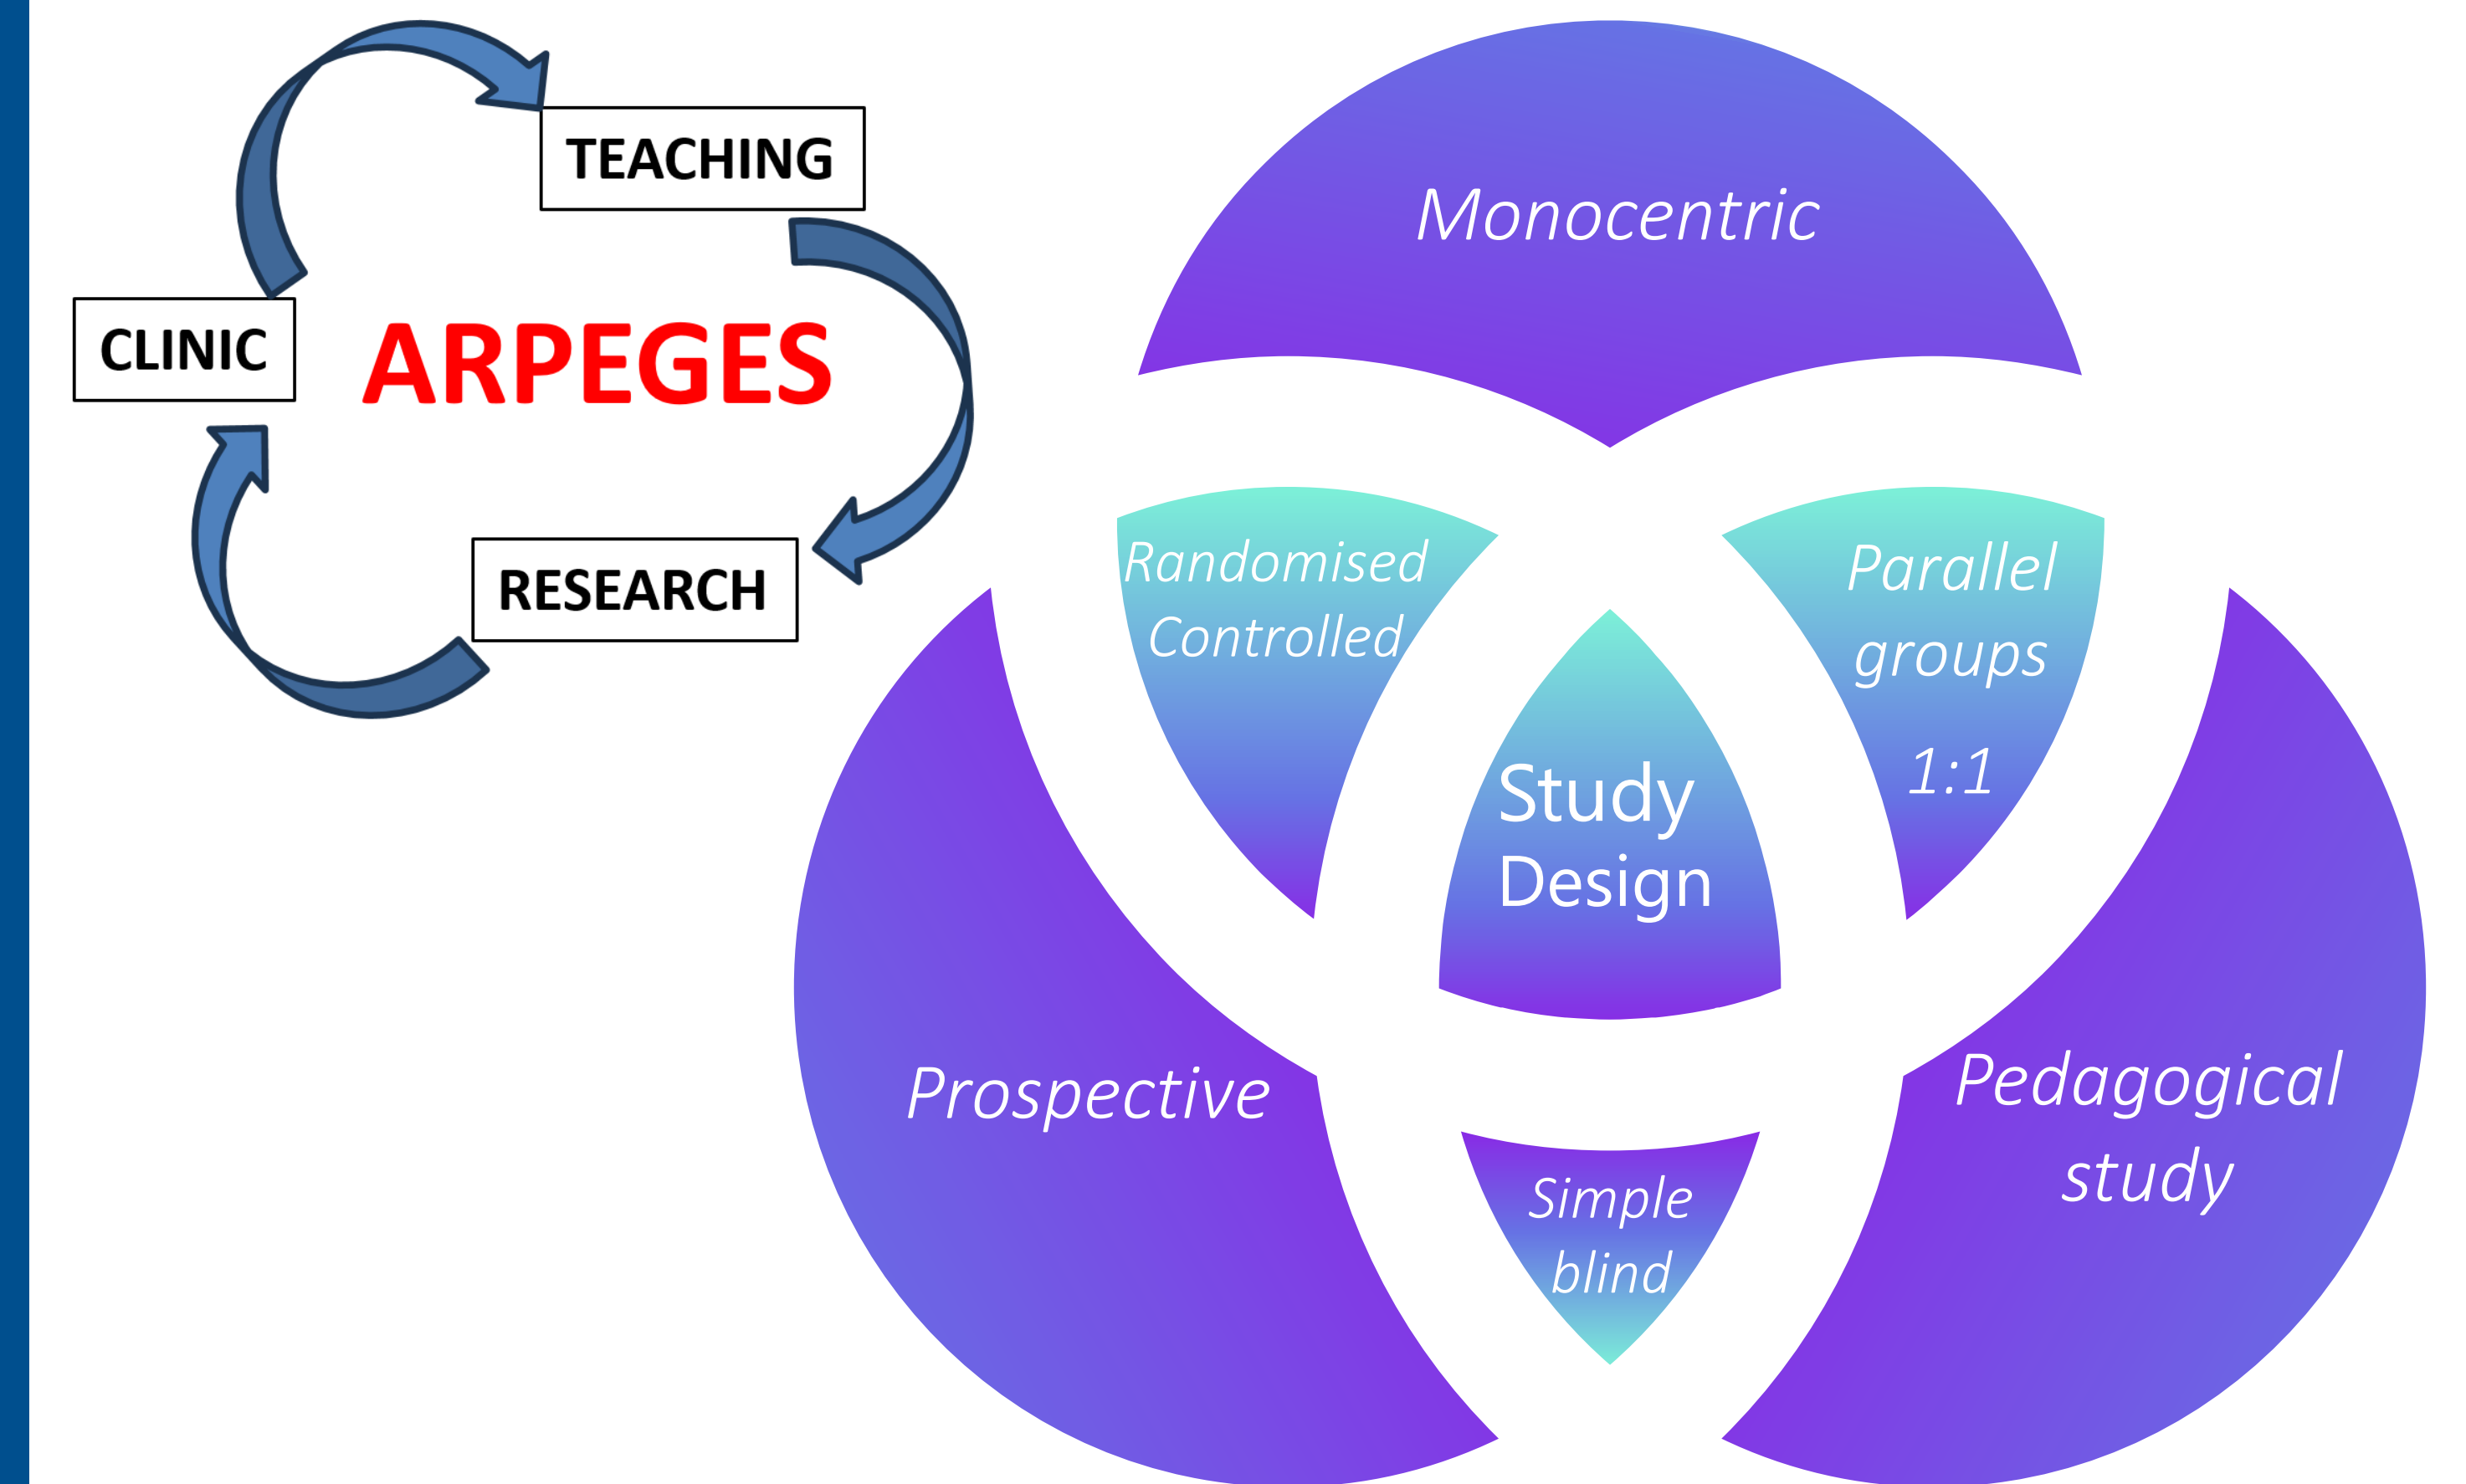 TEACHING
CLINIC
ARPEGES
RESEARCH
Monocentric
Randomised
Controlled
Parallel
groups
1:1
Study
Design
Prospective
Pedagogical
study
Simple
blind